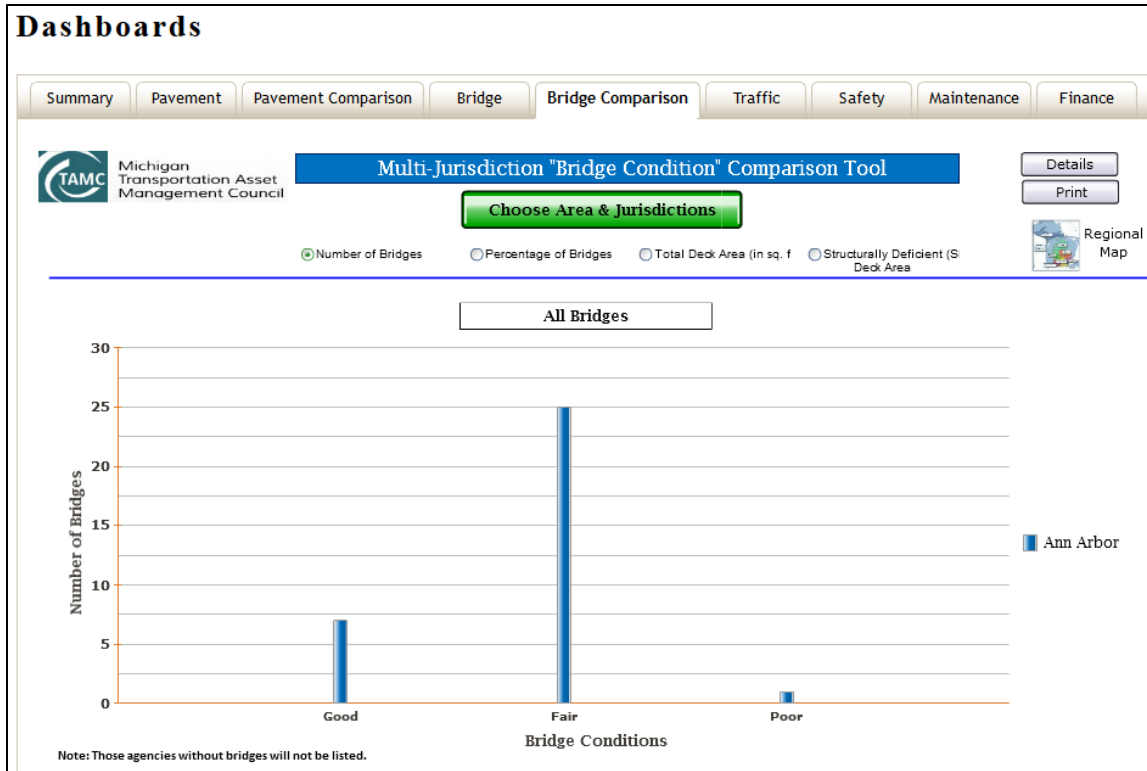 Dashboards
Summary Pavement Pavement Comparison Bridge Bridge Comparison Traffic Safety Maintenance Finance
TAMC
Michigan
Transportation Asset
Management Council
Multi-Jurisdiction "Bridge Condition" Comparison Tool
Choose Area & Jurisdictions
Details
Print
Regional
Map
Number of Bridges Percentage of Bridges Total Deck Area (in sq. f Structurally Deficient (S
Deck Area
All Bridges
30
25
20
15
10
5
0
Number of Bridges
Good Fair Poor
Bridge Conditions
Ann Arbor
Note: Those agencies without bridges will not be listed.